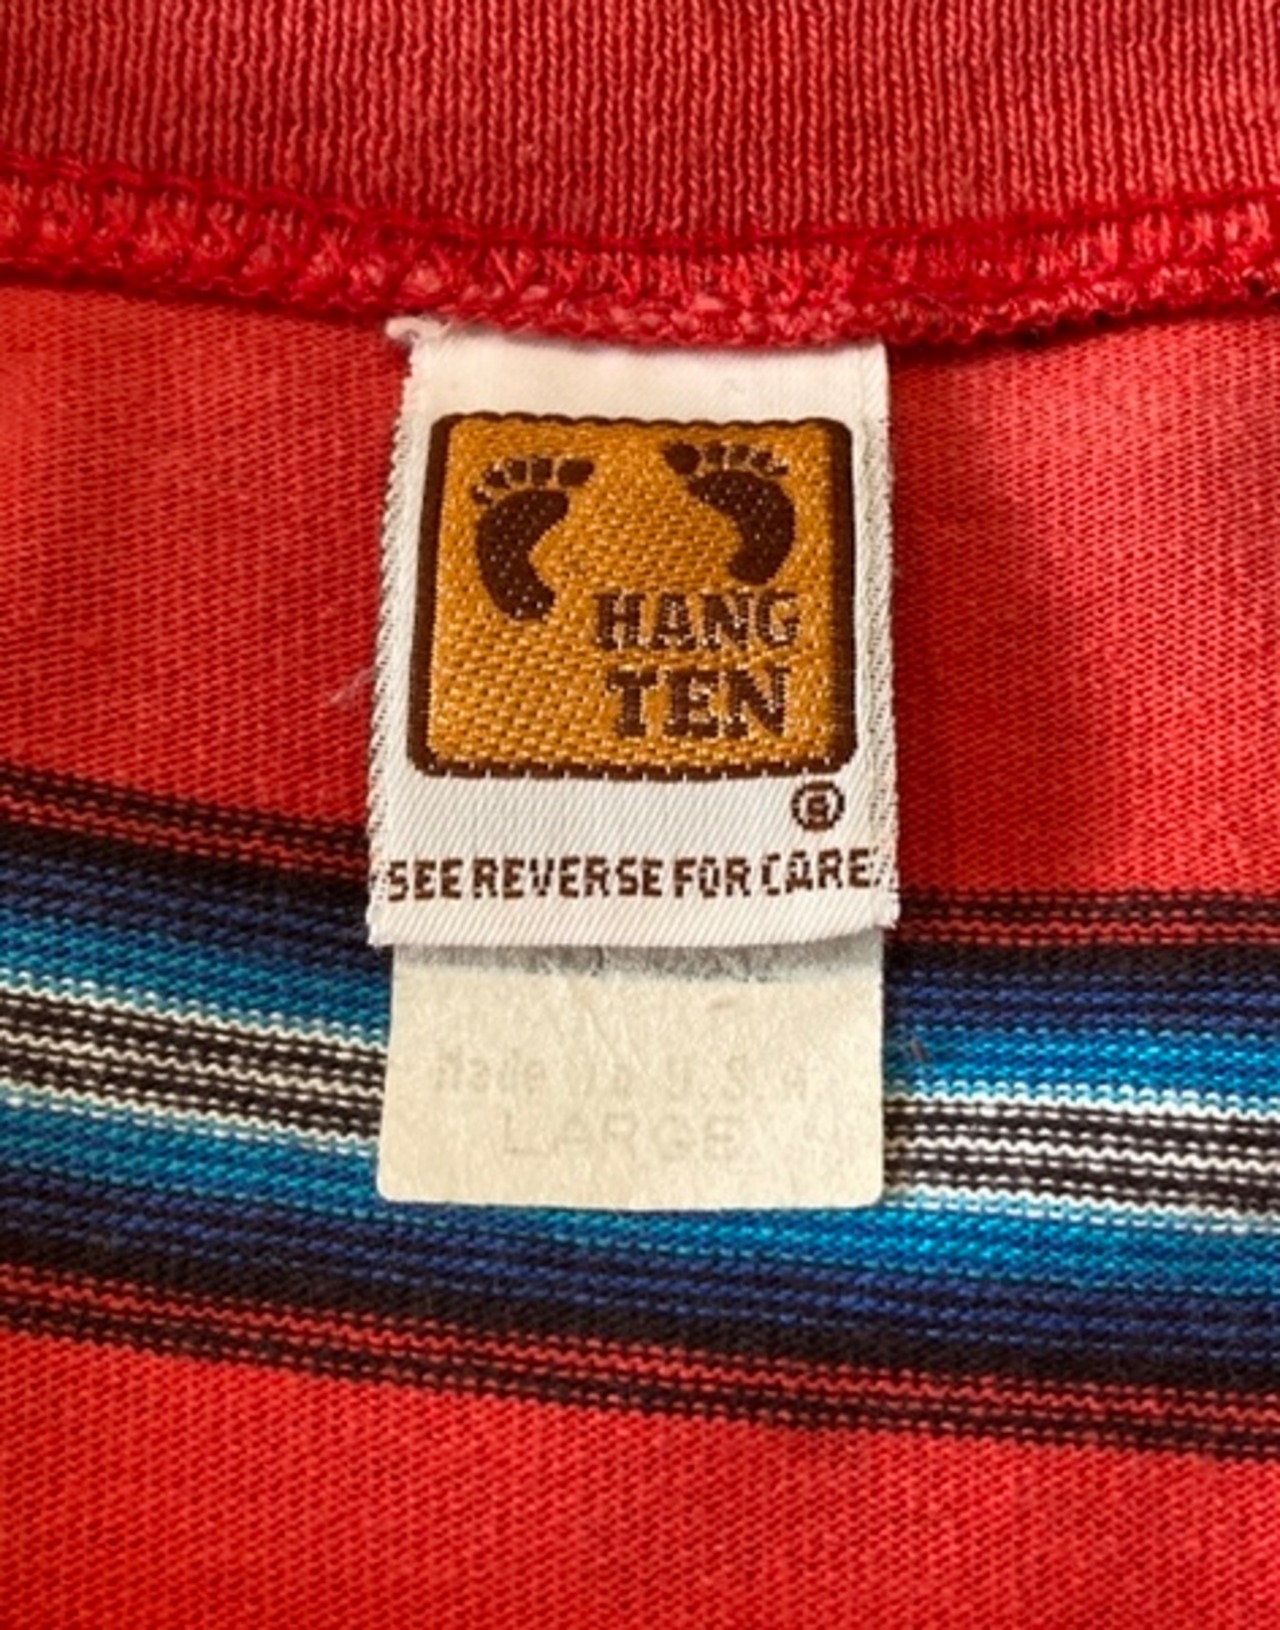 HANG
TEN
®
SEE REVERSE FOR CARE
Made in U.S.A
LARGE